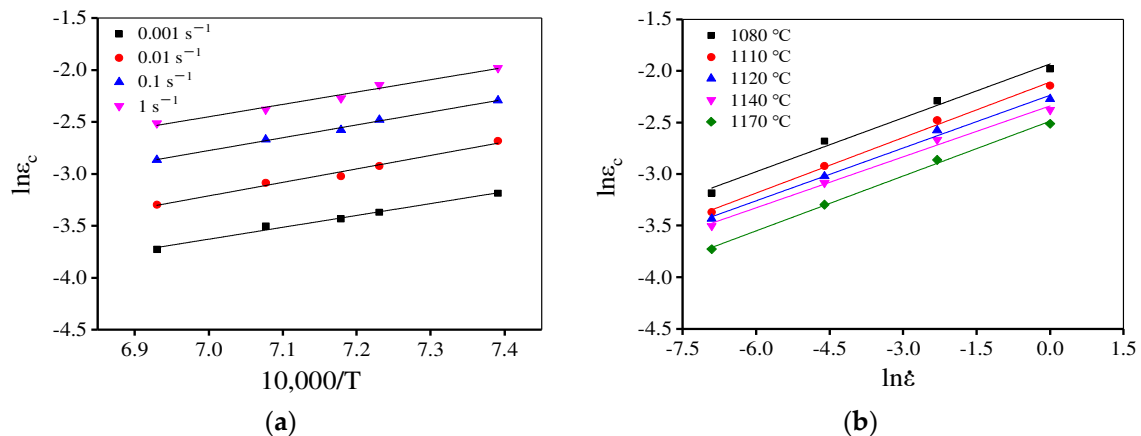 -1.5
-2.0
-2.5
-3.0
-3.5
-4.0
-4.5
lnε_c
0.001 s⁻¹
0.01 s⁻¹
0.1 s⁻¹
1 s⁻¹
6.9 7.0 7.1 7.2 7.3 7.4
10,000/T
(a)
-1.5
-2.0
-2.5
-3.0
-3.5
-4.0
-4.5
lnε_c
1080 °C
1110 °C
1120 °C
1140 °C
1170 °C
-7.5 -6.0 -4.5 -3.0 -1.5 0.0 1.5
lnε̇
(b)